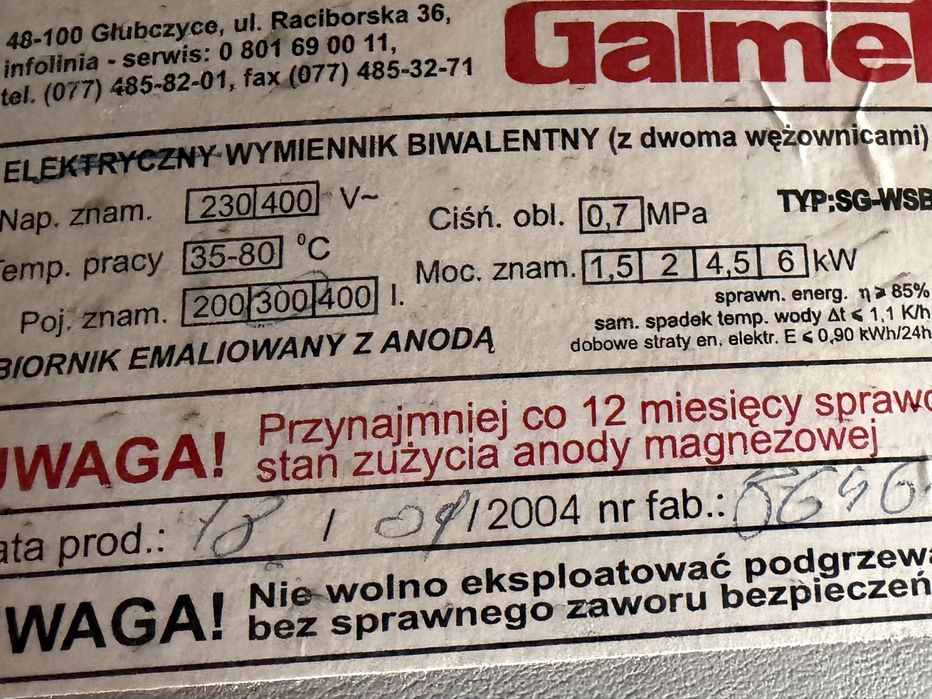 48-100 Głubczyce, ul. Raciborska 36,
infolinia - serwis: 0 801 69 00 11,
tel. (077) 485-82-01, fax (077) 485-32-71
Galmet
ELEKTRYCZNY WYMIENNIK BIWALENTNY (z dwoma wężownicami)
Nap. znam. 230 400 V~
Ciśń. obl. 0,7 MPa
TYP:SG-WSB
Temp. pracy 35-80 °C
Moc. znam. 1,5 2 4,5 6 kW
Poj. znam. 200 300 400 l.
sprawn. energ. η ⩾ 85%
sam. spadek temp. wody Δt ⩽ 1,1 K/h
dobowe straty en. elektr. E ⩽ 0,90 kWh/24h
BIORNIK EMALIOWANY Z ANODĄ
UWAGA! Przynajmniej co 12 miesięcy sprawd
stan zużycia anody magnezowej
ata prod.: 18 / / 2004 nr fab.:
UWAGA! Nie wolno eksploatować podgrzewa
bez sprawnego zaworu bezpieczeń